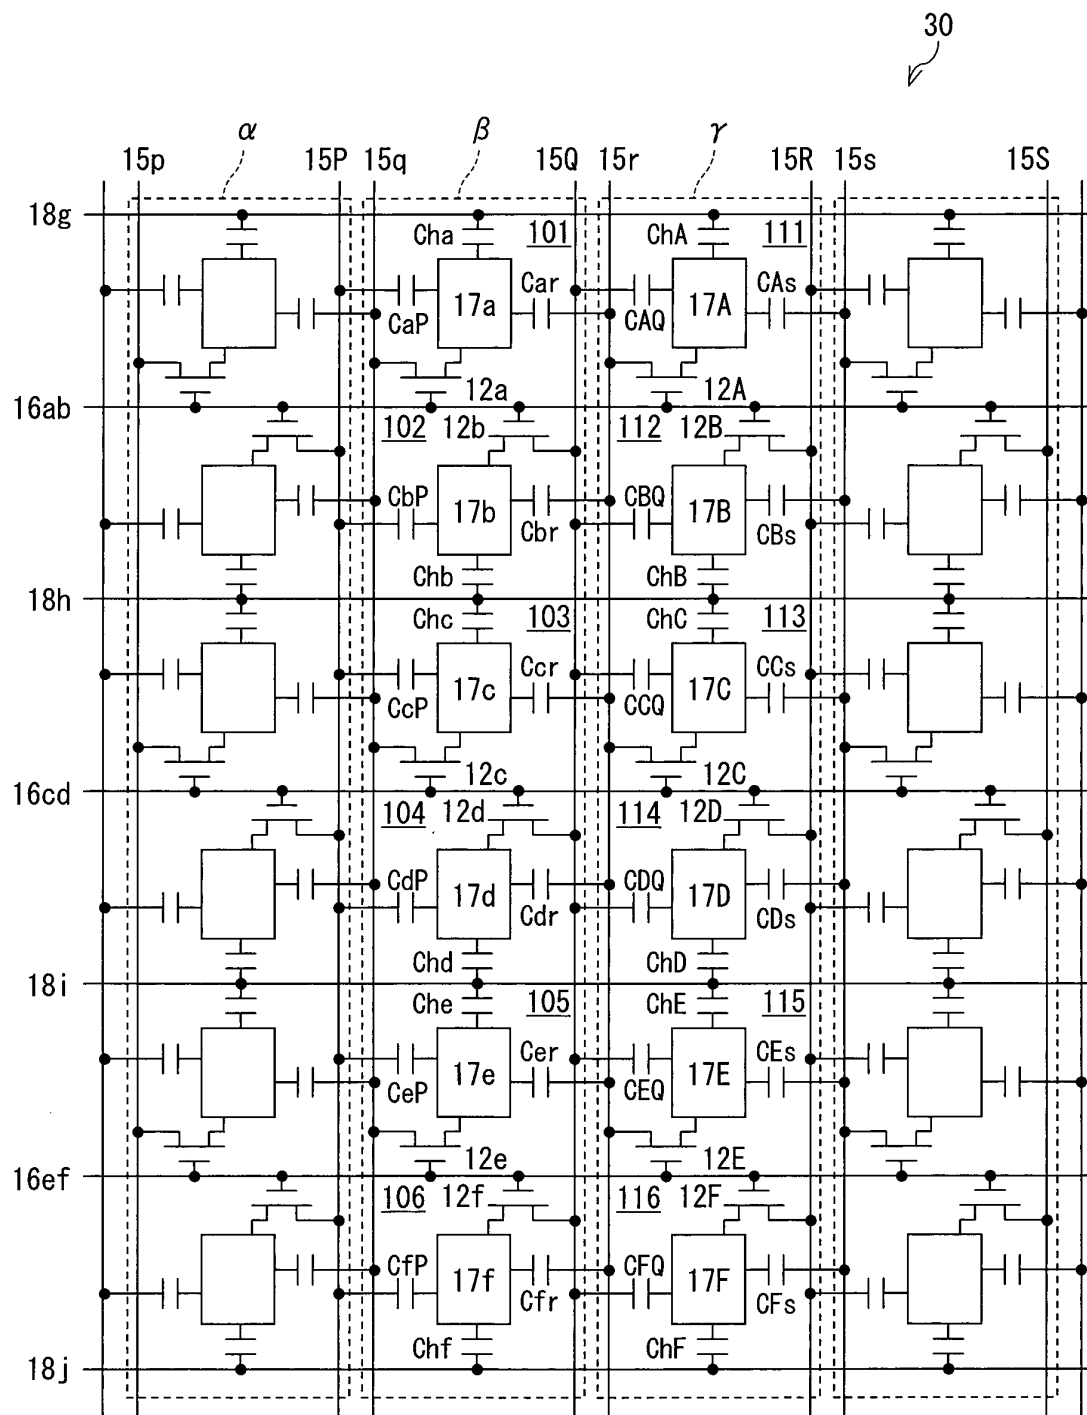 30
α β γ
15p 15P 15q 15Q 15r 15R 15s 15S
18g
Cha 101 ChA 111
Car CAs
17a 17A
CaP CAQ
12a 12A
16ab
102 12b 112 12B
CbP CBQ
17b 17B
Cbr CBs
Chb ChB
18h
Chc 103 ChC 113
Ccr CCs
17c 17C
CcP CCQ
12c 12C
16cd
104 12d 114 12D
CdP CDQ
17d 17D
Cdr CDs
Chd ChD
18i
Che 105 ChE 115
Cer CEs
17e 17E
CeP CEQ
12e 12E
16ef
106 12f 116 12F
CfP CFQ
17f 17F
Cfr CFs
Chf ChF
18j